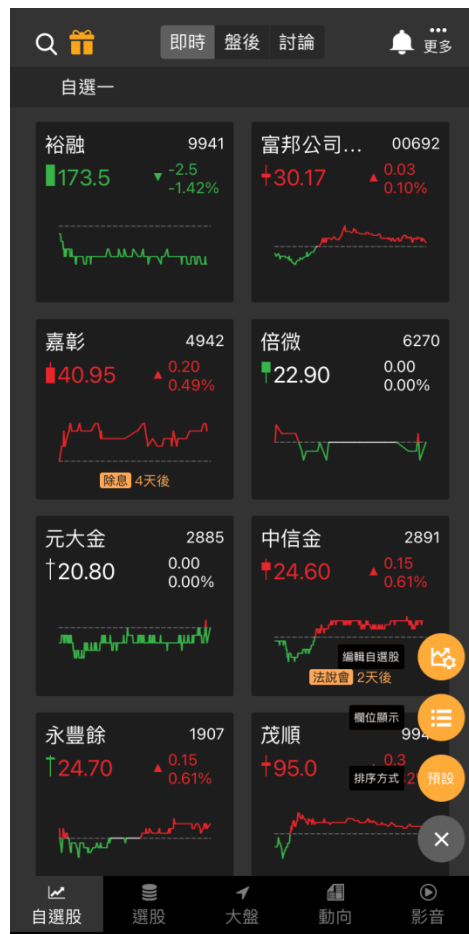 即時 盤後 討論 更多
自選一
裕融 9941
173.5 ▼ -2.5
-1.42%
富邦公司... 00692
30.17 ▲ 0.03
0.10%
嘉彰 4942
40.95 ▲ 0.20
0.49%
除息 4天後
倍微 6270
22.90 0.00
0.00%
元大金 2885
20.80 0.00
0.00%
中信金 2891
24.60 ▲ 0.15
0.61%
編輯自選股
法說會 2天後
欄位顯示
永豐餘 1907
24.70 ▲ 0.15
0.61%
茂順
95.0 ▲ 0.3
排序方式 預設
自選股 選股 大盤 動向 影音